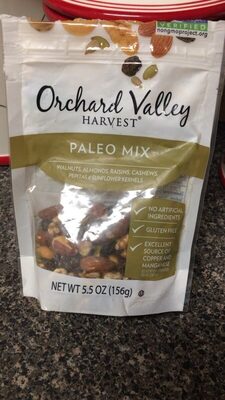 VERIFIED
nongmoproject.org
Orchard Valley
HARVEST®
PALEO MIX
WALNUTS, ALMONDS, RAISINS, CASHEWS,
PEPITAS & SUNFLOWER KERNELS
NO ARTIFICIAL
INGREDIENTS
GLUTEN FREE
EXCELLENT
SOURCE OF
COPPER AND
MANGANESE
NET WT 5.5 OZ (156g)